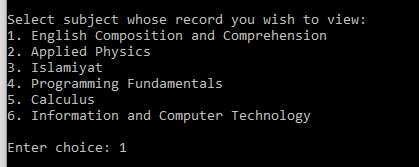 Select subject whose record you wish to view:
1. English Composition and Comprehension
2. Applied Physics
3. Islamiyat
4. Programming Fundamentals
5. Calculus
6. Information and Computer Technology
Enter choice: 1